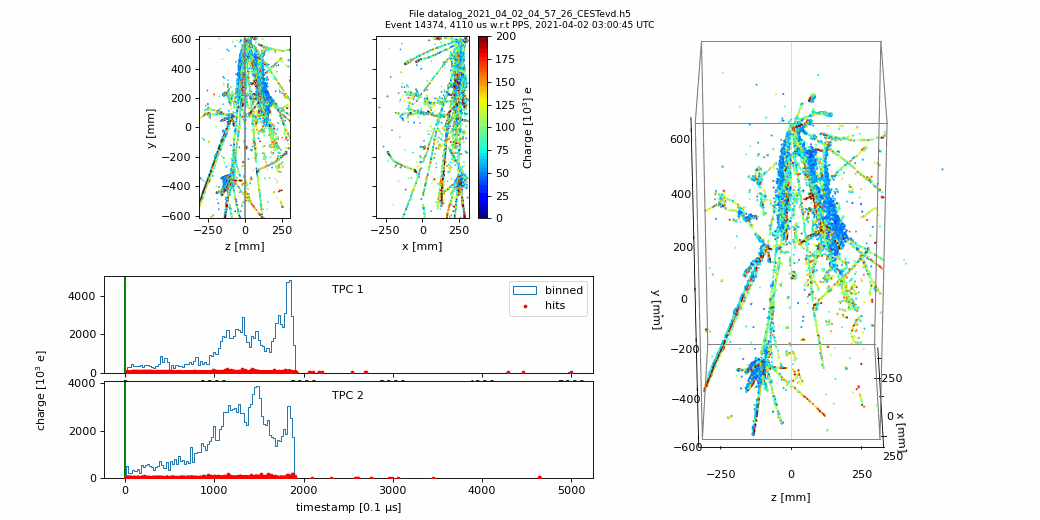 File datalog_2021_04_02_04_57_26_CESTevd.h5
Event 14374, 4110 us w.r.t PPS, 2021-04-02 03:00:45 UTC
600
400
200
0
−200
−400
−600
y [mm]
−250 0 250
z [mm]
−250 0 250
x [mm]
200
175
150
125
100
75
50
25
0
Charge [10³] e
600
400
200
0
−200
−400
−600
y [mm]
−250 0 250
z [mm]
−250
0
250
x [mm]
TPC 1
binned
hits
4000
2000
0
0 1000 2000 3000 4000 5000
TPC 2
4000
2000
0
0 1000 2000 3000 4000 5000
charge [10³ e]
timestamp [0.1 µs]